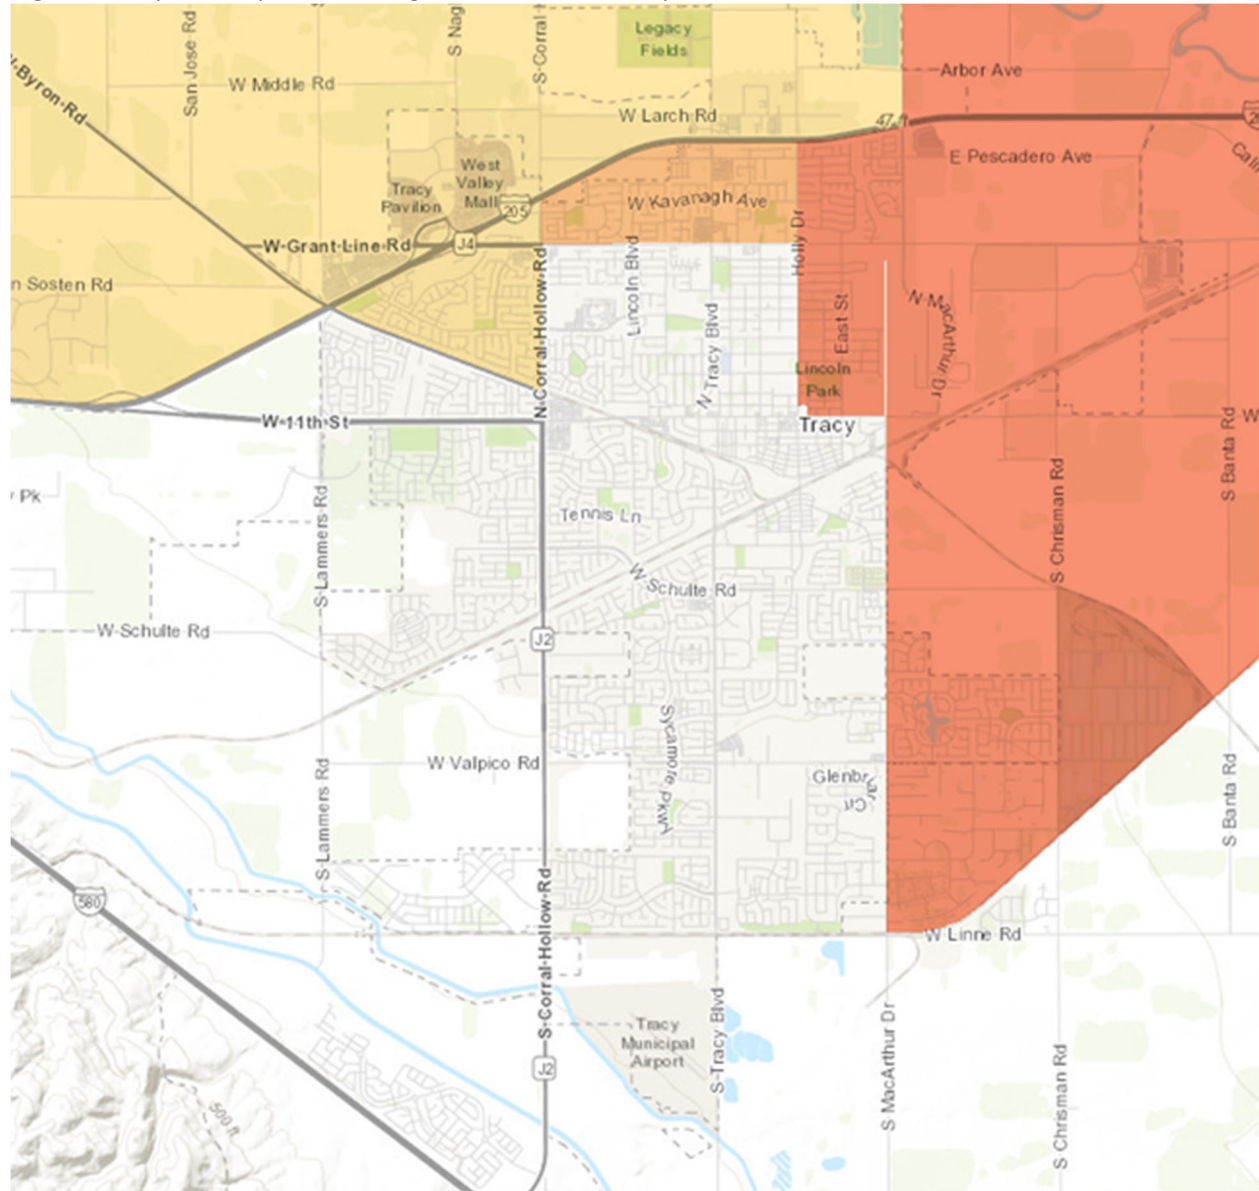 Legacy
Fields
San Jose Rd
S Nag
S-Corral-H
W Middle Rd
Arbor Ave
Byron-Rd
W Larch Rd
47 ft
E Pescadero Ave
West
Valley
Mall
Tracy
Pavilion
205
W Kavanagh Ave
W-Grant-Line-Rd
J4
Holly Dr
n Sosten Rd
N-Corral-Hollow-Rd
Lincoln Blvd
N Tracy Blvd
East St
N-MacArthur Dr
Lincoln
Park
W-11th-St
Tracy
W
S Banta Rd
Pk
S-Lammers Rd
Tennis Ln
S Chrisman Rd
W-Schulte Rd
W-Schulte Rd
J2
Sycamore Pkwy
W-Valpico Rd
Glenbriar
Cir
S-Lammers Rd
S Banta Rd
580
S-Corral-Hollow-Rd
W-Linne Rd
Tracy
Municipal
Airport
S-Tracy Blvd
S MacArthur Dr
S Chrisman Rd
J2
500 ft